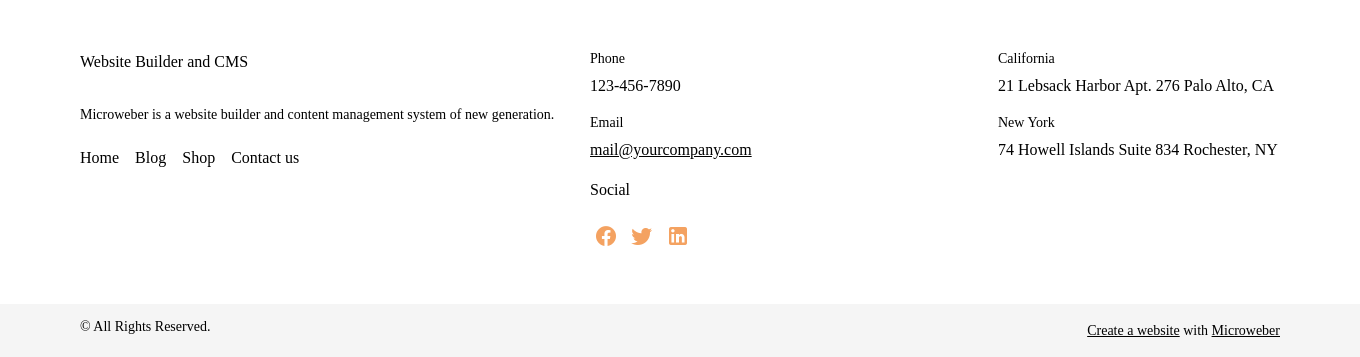 Website Builder and CMS
Microweber is a website builder and content management system of new generation.
Home Blog Shop Contact us
Phone
123-456-7890
Email
mail@yourcompany.com
Social
California
21 Lebsack Harbor Apt. 276 Palo Alto, CA
New York
74 Howell Islands Suite 834 Rochester, NY
© All Rights Reserved.
Create a website with Microweber